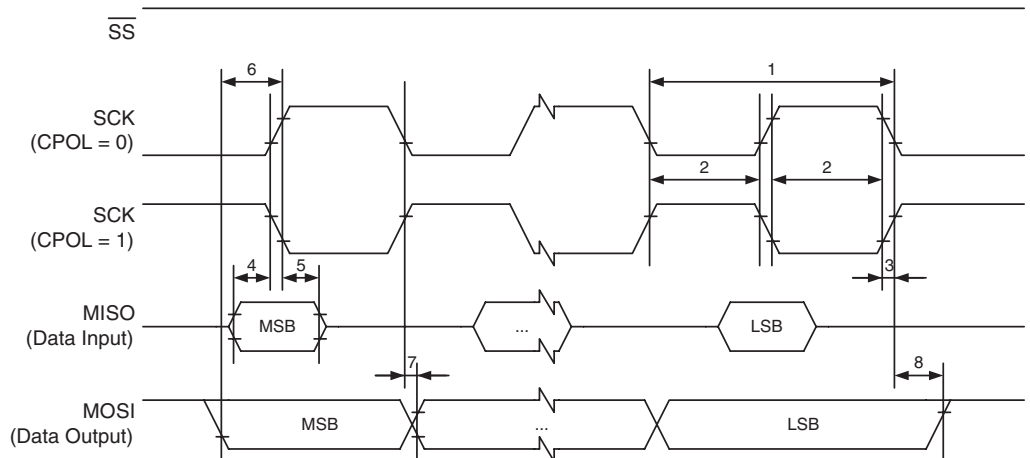 SS
6
1
SCK
(CPOL = 0)
2
2
SCK
(CPOL = 1)
4
5
3
MISO
(Data Input)
MSB
...
LSB
7
8
MOSI
(Data Output)
MSB
...
LSB